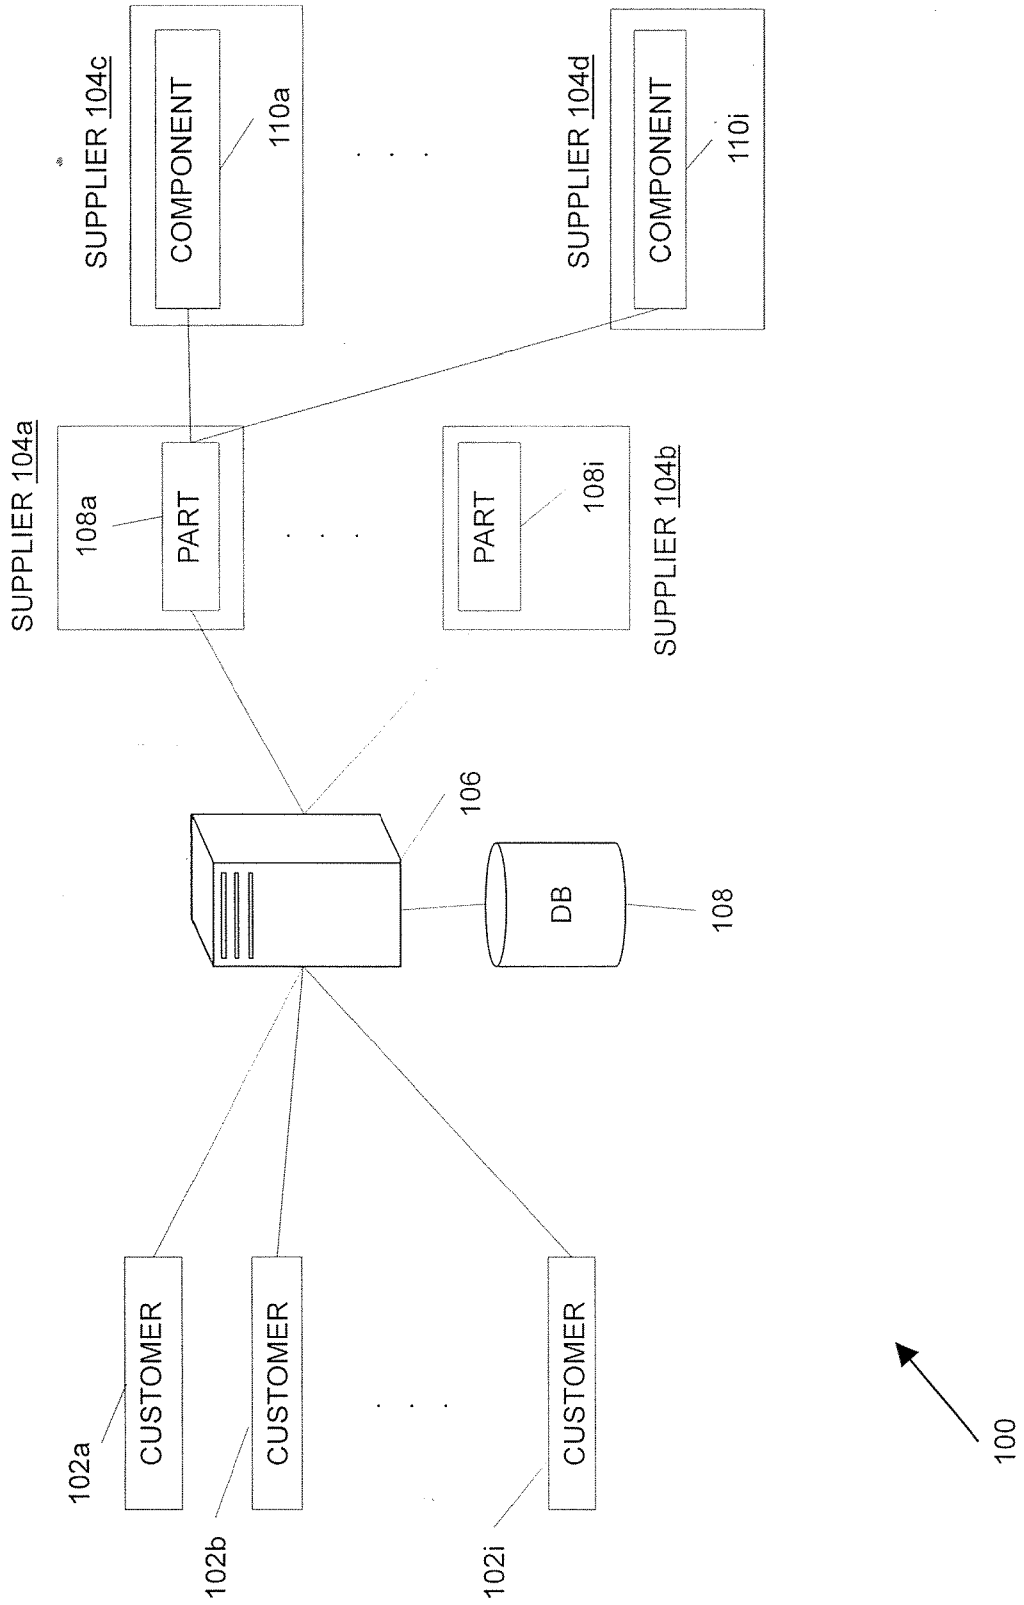 SUPPLIER 104c
COMPONENT
110a
SUPPLIER 104d
COMPONENT
110i
SUPPLIER 104a
108a
PART
PART
108i
SUPPLIER 104b
106
DB
108
102a
CUSTOMER
102b
CUSTOMER
102i
CUSTOMER
100